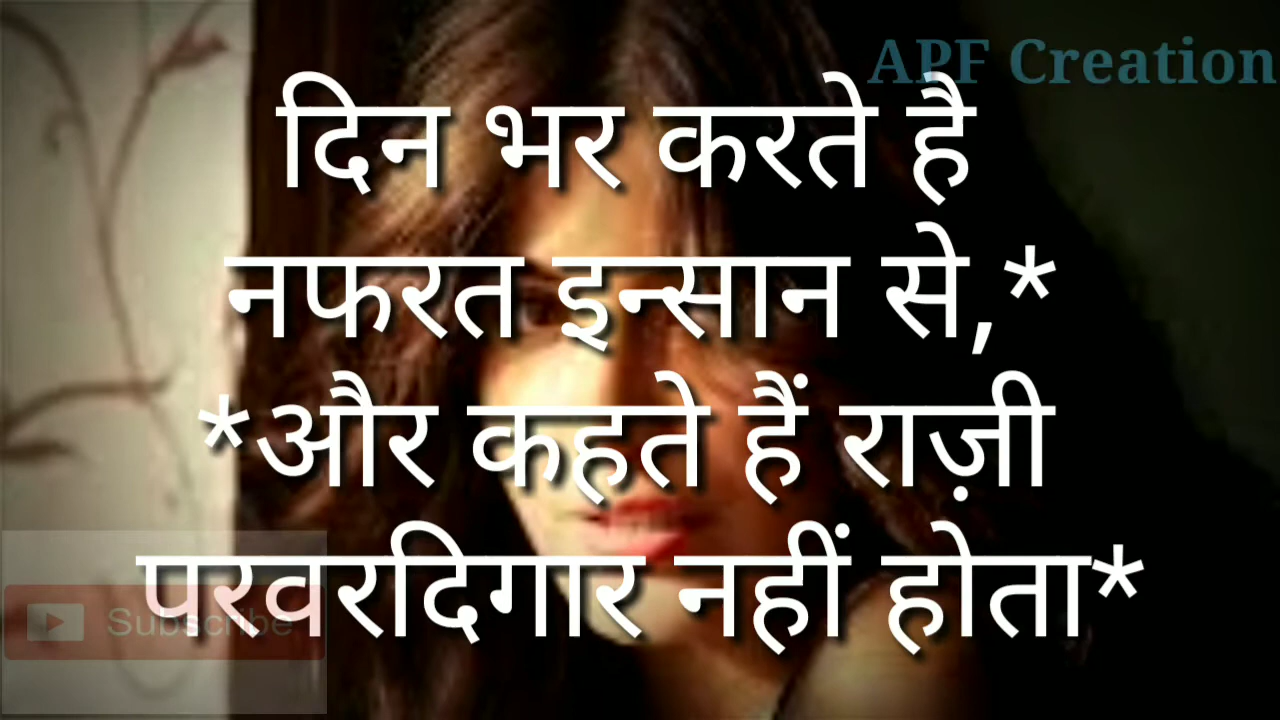 APF Creation
दिन भर करते है
नफरत इन्सान से,*
*और कहते हैं राज़ी
परवरदिगार नहीं होता*
Subscribe